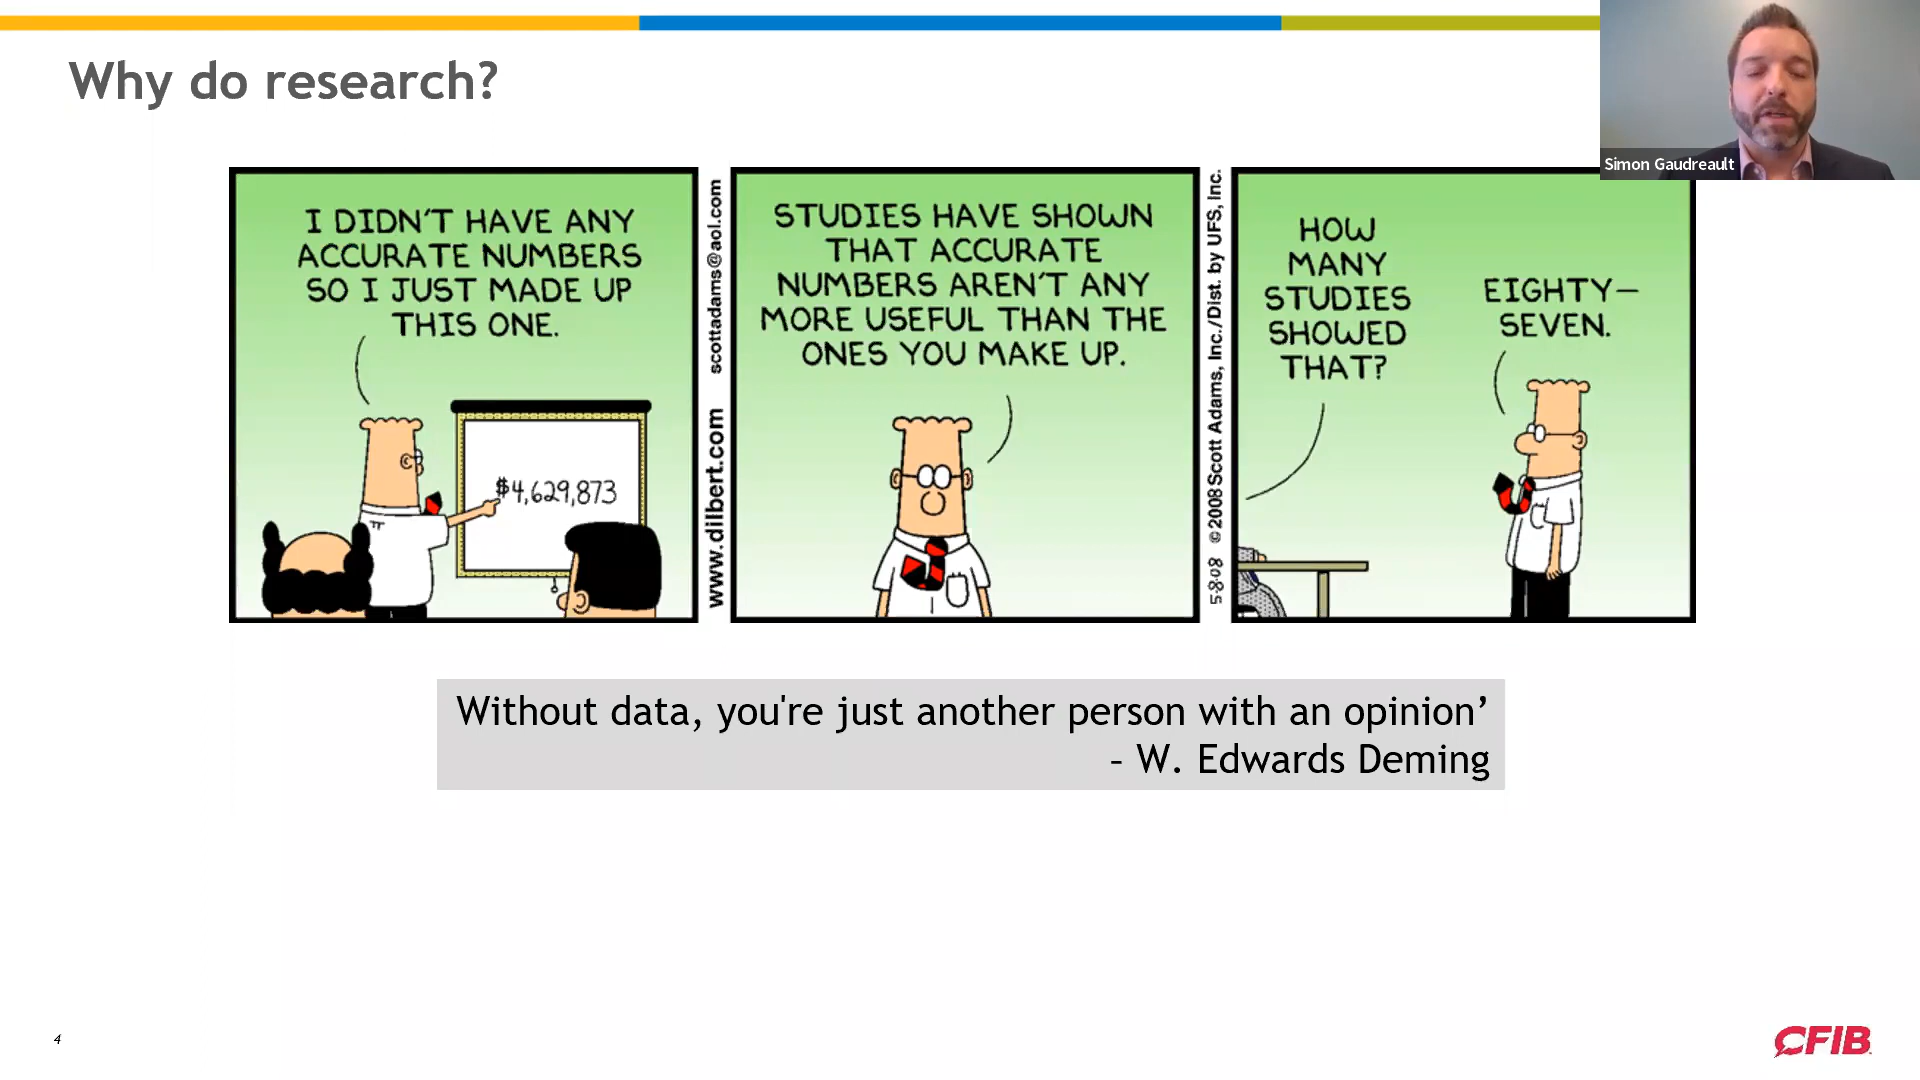 Why do research?
Simon Gaudreault
I DIDN'T HAVE ANY
ACCURATE NUMBERS
SO I JUST MADE UP
THIS ONE.
$4,629,873
www.dilbert.com scottadams@aol.com
STUDIES HAVE SHOWN
THAT ACCURATE
NUMBERS AREN'T ANY
MORE USEFUL THAN THE
ONES YOU MAKE UP.
5-8-08 ©2008 Scott Adams, Inc./Dist. by UFS, Inc.
HOW
MANY
STUDIES
SHOWED
THAT?
EIGHTY—
SEVEN.
Without data, you're just another person with an opinion’
– W. Edwards Deming
4
CFIB